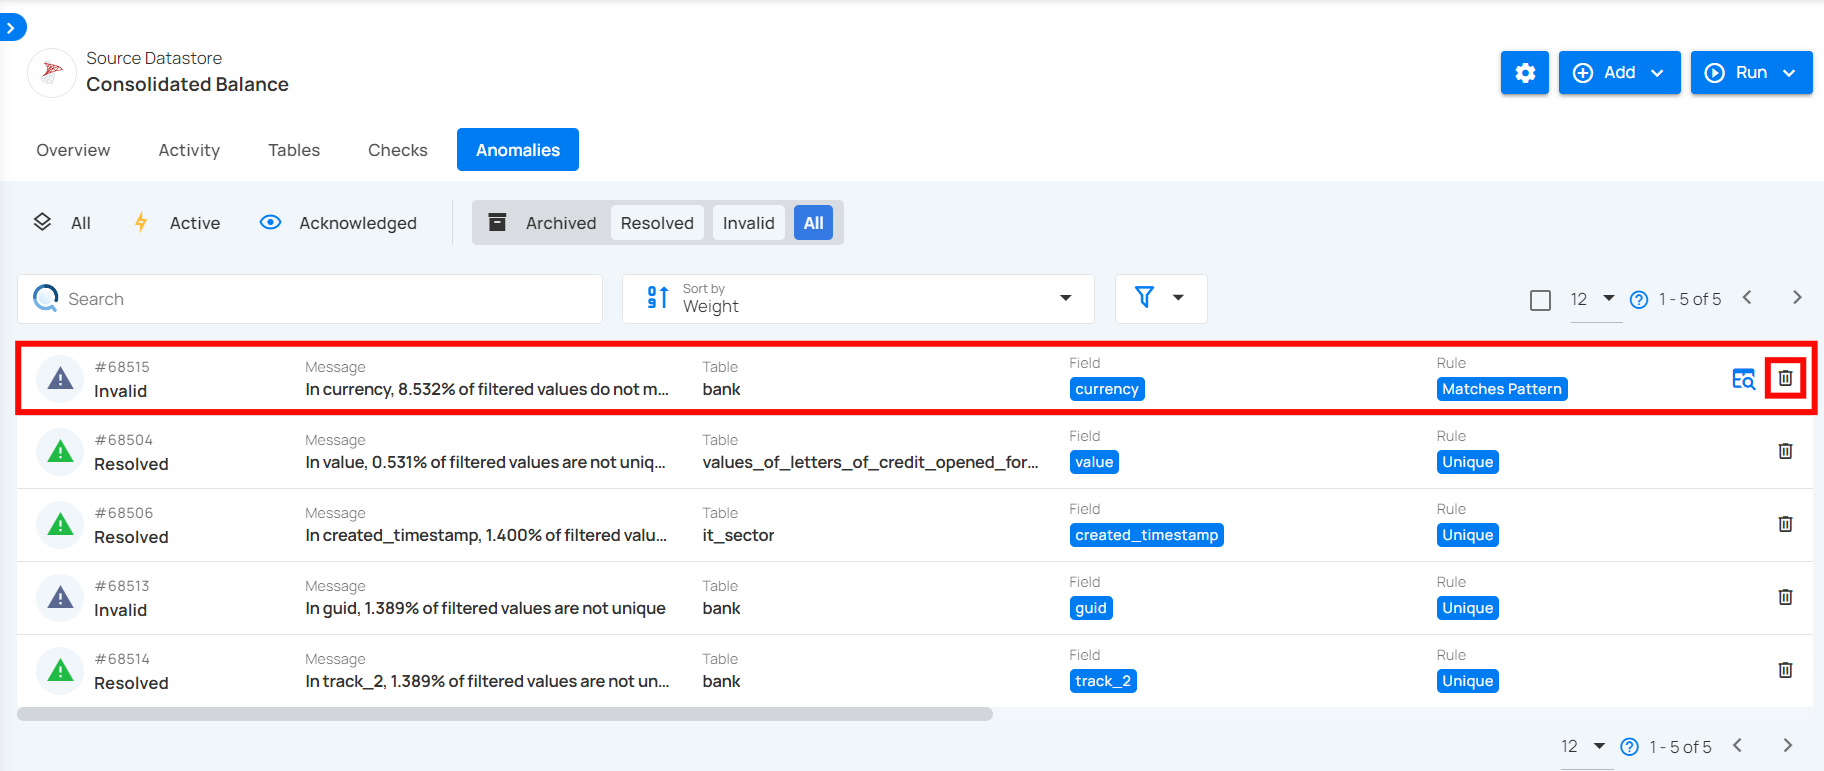 Source Datastore
Consolidated Balance
Add
Run
Overview Activity Tables Checks Anomalies
All Active Acknowledged Archived Resolved Invalid All
Search
Sort by
Weight
12 1 - 5 of 5
#68515 Message Table Field Rule
Invalid In currency, 8.532% of filtered values do not m... bank currency Matches Pattern
#68504 Message Table Field Rule
Resolved In value, 0.531% of filtered values are not uniq... values_of_letters_of_credit_opened_for... value Unique
#68506 Message Table Field Rule
Resolved In created_timestamp, 1.400% of filtered valu... it_sector created_timestamp Unique
#68513 Message Table Field Rule
Invalid In guid, 1.389% of filtered values are not unique bank guid Unique
#68514 Message Table Field Rule
Resolved In track_2, 1.389% of filtered values are not un... bank track_2 Unique
12 1 - 5 of 5